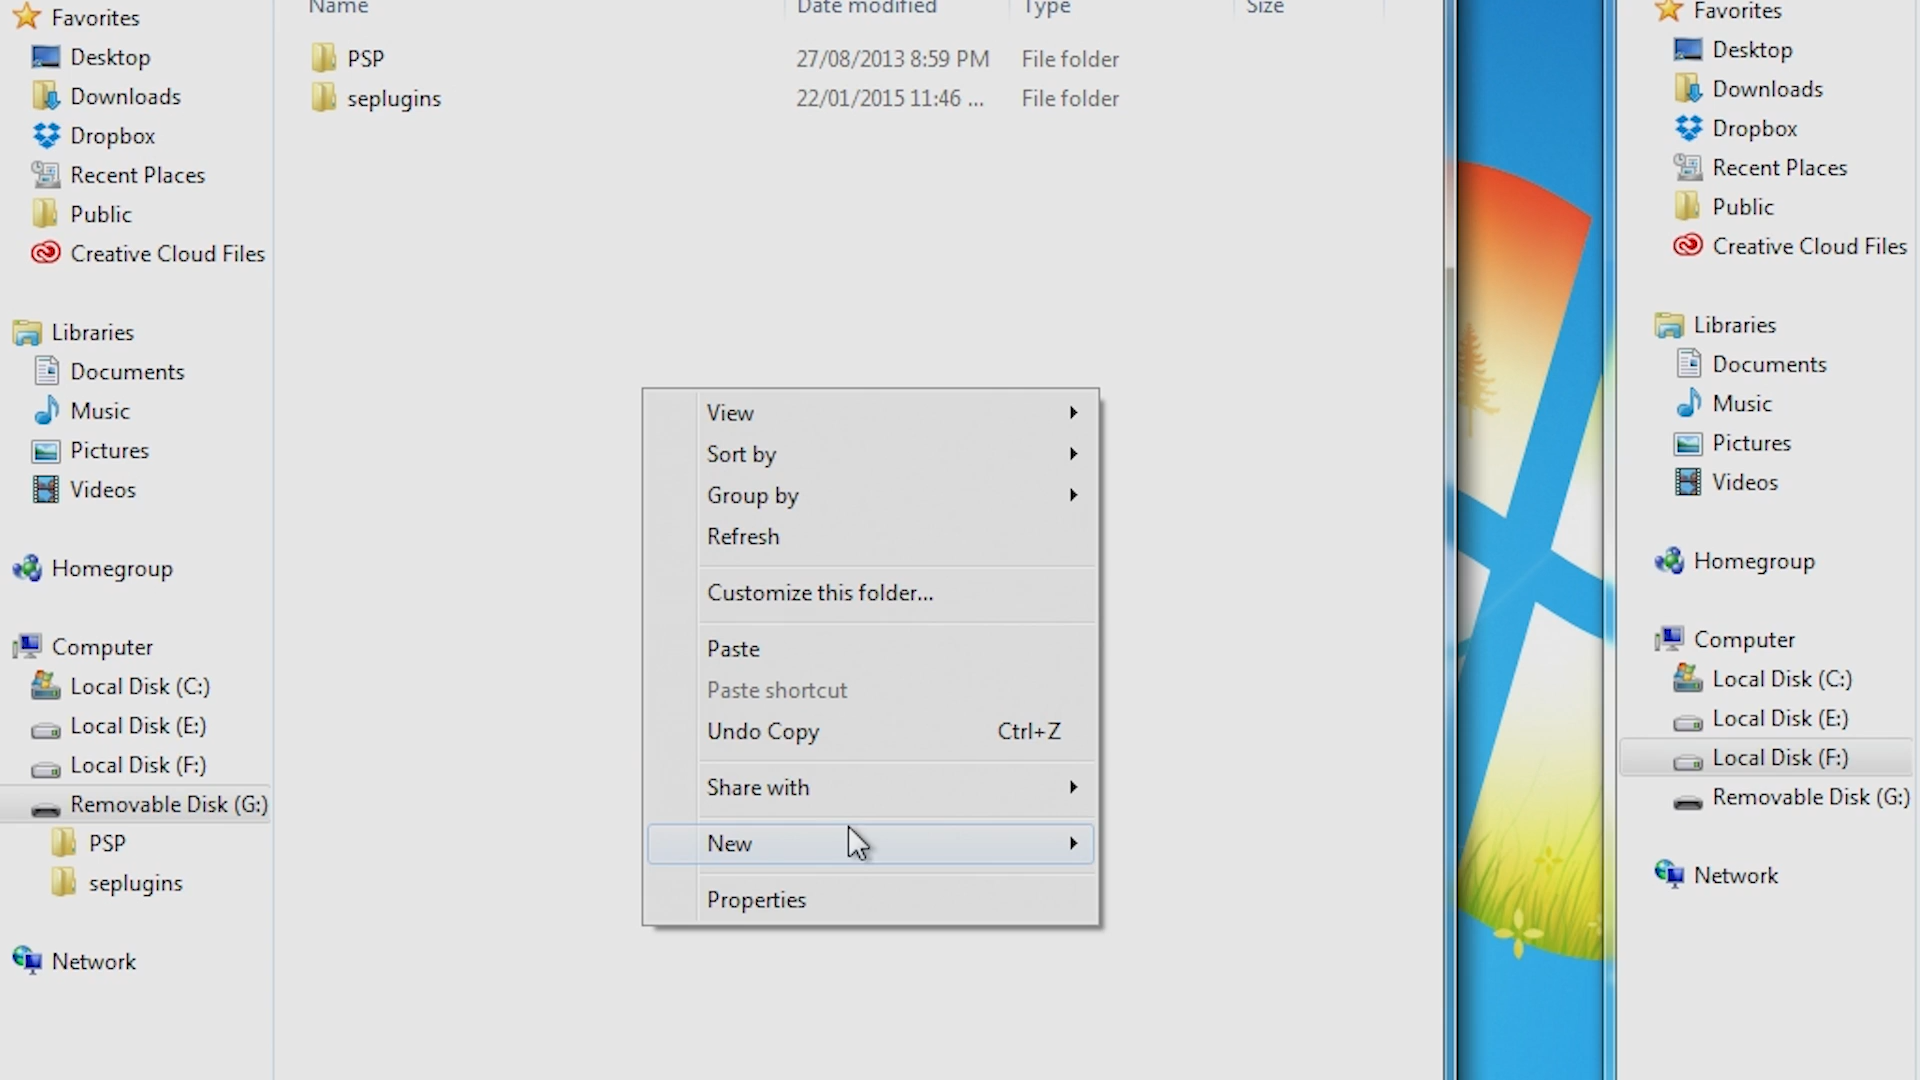 Favorites
Desktop
Downloads
Dropbox
Recent Places
Public
Creative Cloud Files
Libraries
Documents
Music
Pictures
Videos
Homegroup
Computer
Local Disk (C:)
Local Disk (E:)
Local Disk (F:)
Removable Disk (G:)
PSP
seplugins
Network
Name Date modified Type Size
PSP 27/08/2013 8:59 PM File folder
seplugins 22/01/2015 11:46 ... File folder
View
Sort by
Group by
Refresh
Customize this folder...
Paste
Paste shortcut
Undo Copy Ctrl+Z
Share with
New
Properties
Favorites
Desktop
Downloads
Dropbox
Recent Places
Public
Creative Cloud Files
Libraries
Documents
Music
Pictures
Videos
Homegroup
Computer
Local Disk (C:)
Local Disk (E:)
Local Disk (F:)
Removable Disk (G:)
Network